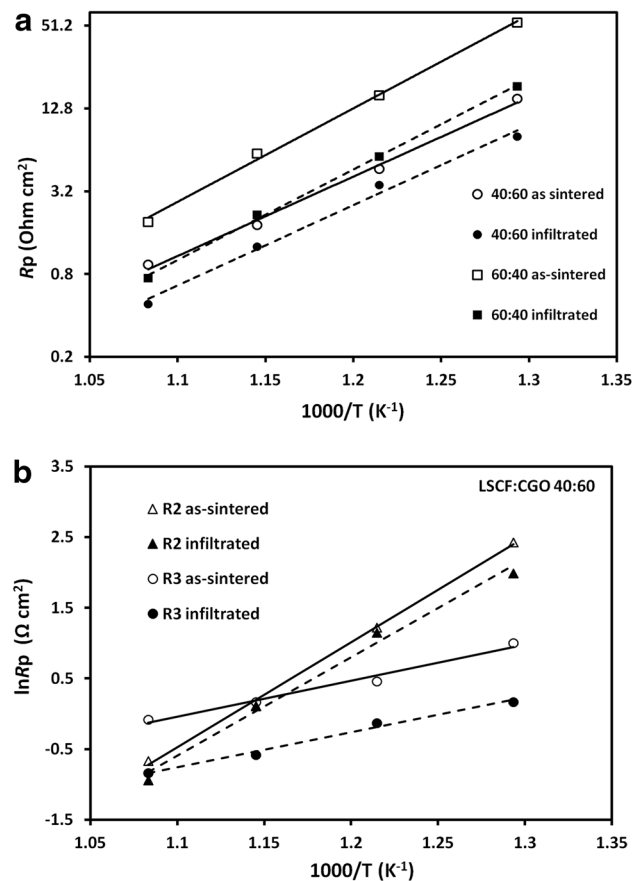 a
51.2
12.8
3.2
0.8
0.2
Rp (Ohm cm2)
40:60 as sintered
40:60 infiltrated
60:40 as-sintered
60:40 infiltrated
1.05 1.1 1.15 1.2 1.25 1.3 1.35
1000/T (K-1)
b
3.5
2.5
1.5
0.5
-0.5
-1.5
lnRp (Ω cm2)
LSCF:CGO 40:60
R2 as-sintered
R2 infiltrated
R3 as-sintered
R3 infiltrated
1.05 1.1 1.15 1.2 1.25 1.3 1.35
1000/T (K-1)